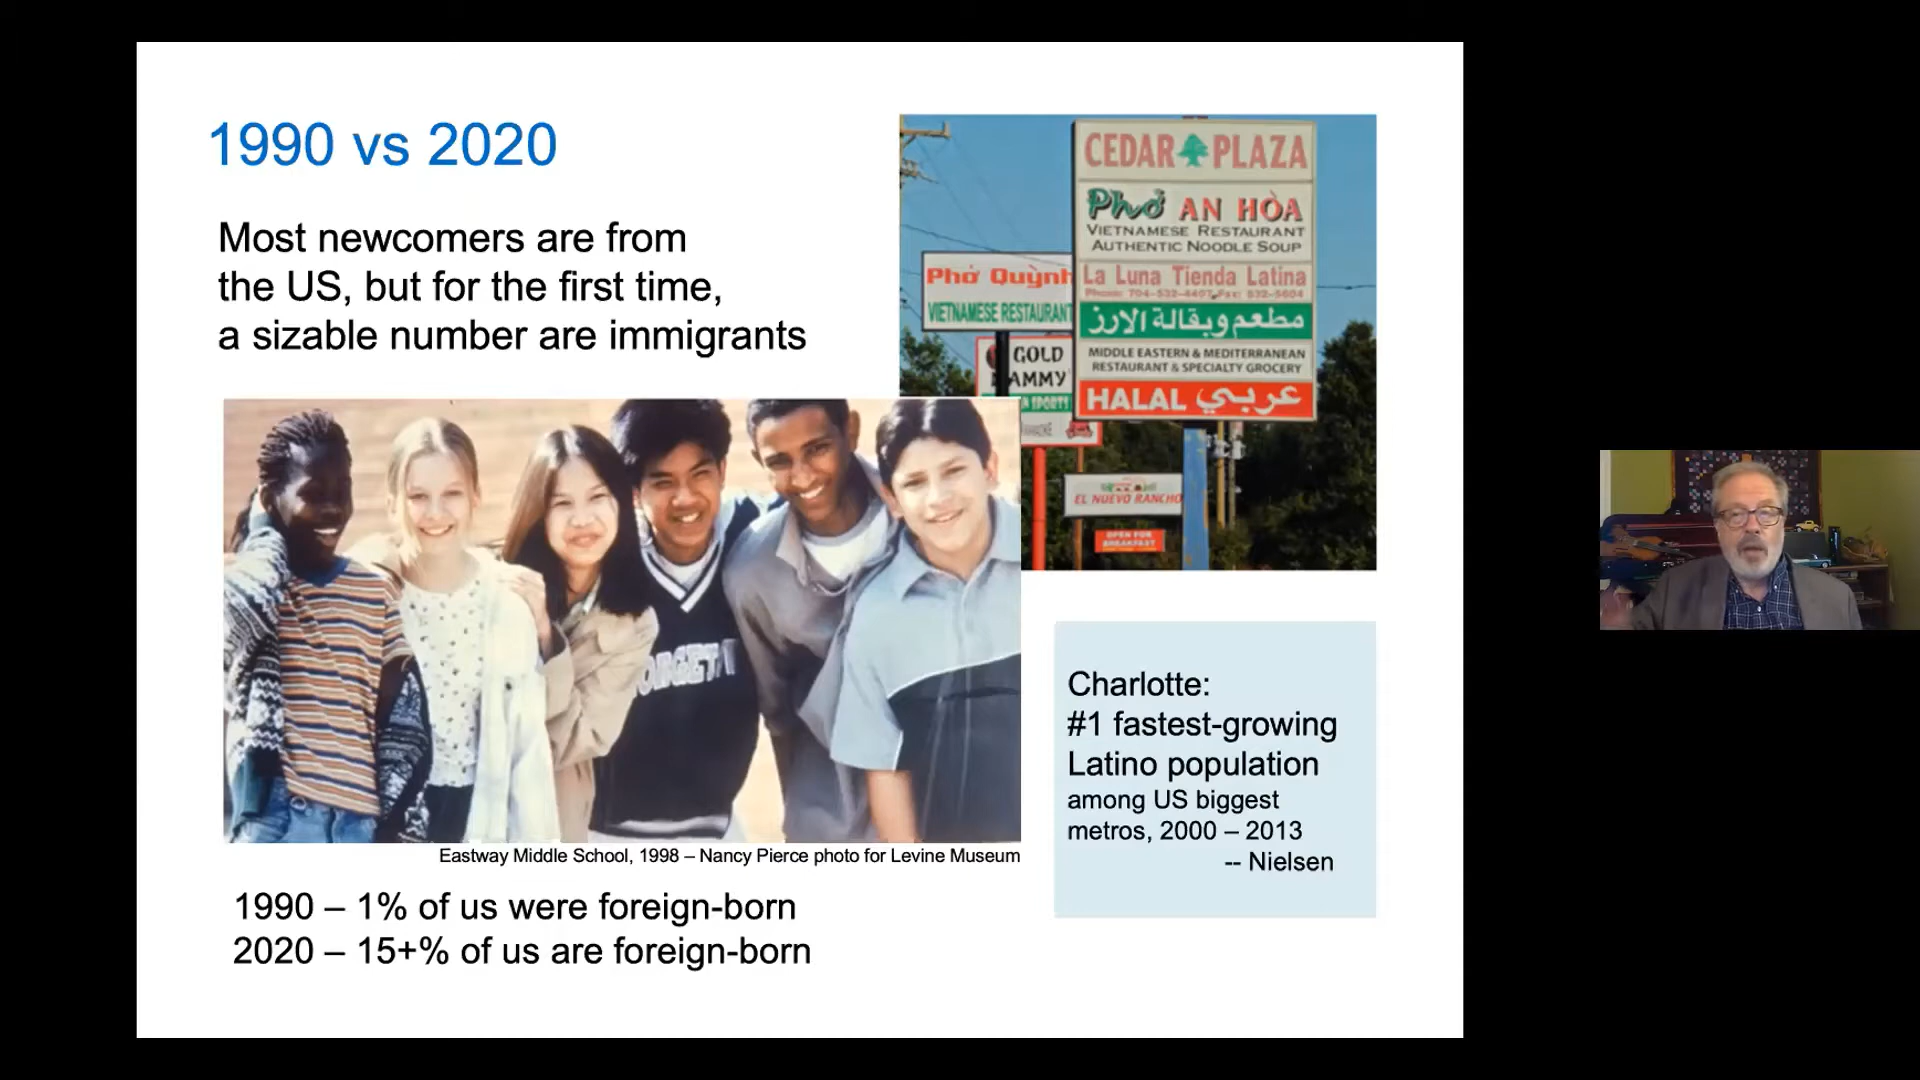 1990 vs 2020
Most newcomers are from
the US, but for the first time,
a sizable number are immigrants
CEDAR PLAZA
Phở AN HÒA
VIETNAMESE RESTAURANT
AUTHENTIC NOODLE SOUP
La Luna Tienda Latina
Phone: 704-532-4407 Fax: 532-5604
مطعم وبقالة الارز
MIDDLE EASTERN & MEDITERRANEAN
RESTAURANT & SPECIALTY GROCERY
HALAL عربي
Phở Quỳnh
VIETNAMESE RESTAURANT
GOLD
AMMY'
SPORTS
EL NUEVO RANCHO
OPEN FOR
BREAKFAST
ORGET
Eastway Middle School, 1998 – Nancy Pierce photo for Levine Museum
Charlotte:
#1 fastest-growing
Latino population
among US biggest
metros, 2000 – 2013
-- Nielsen
1990 – 1% of us were foreign-born
2020 – 15+% of us are foreign-born